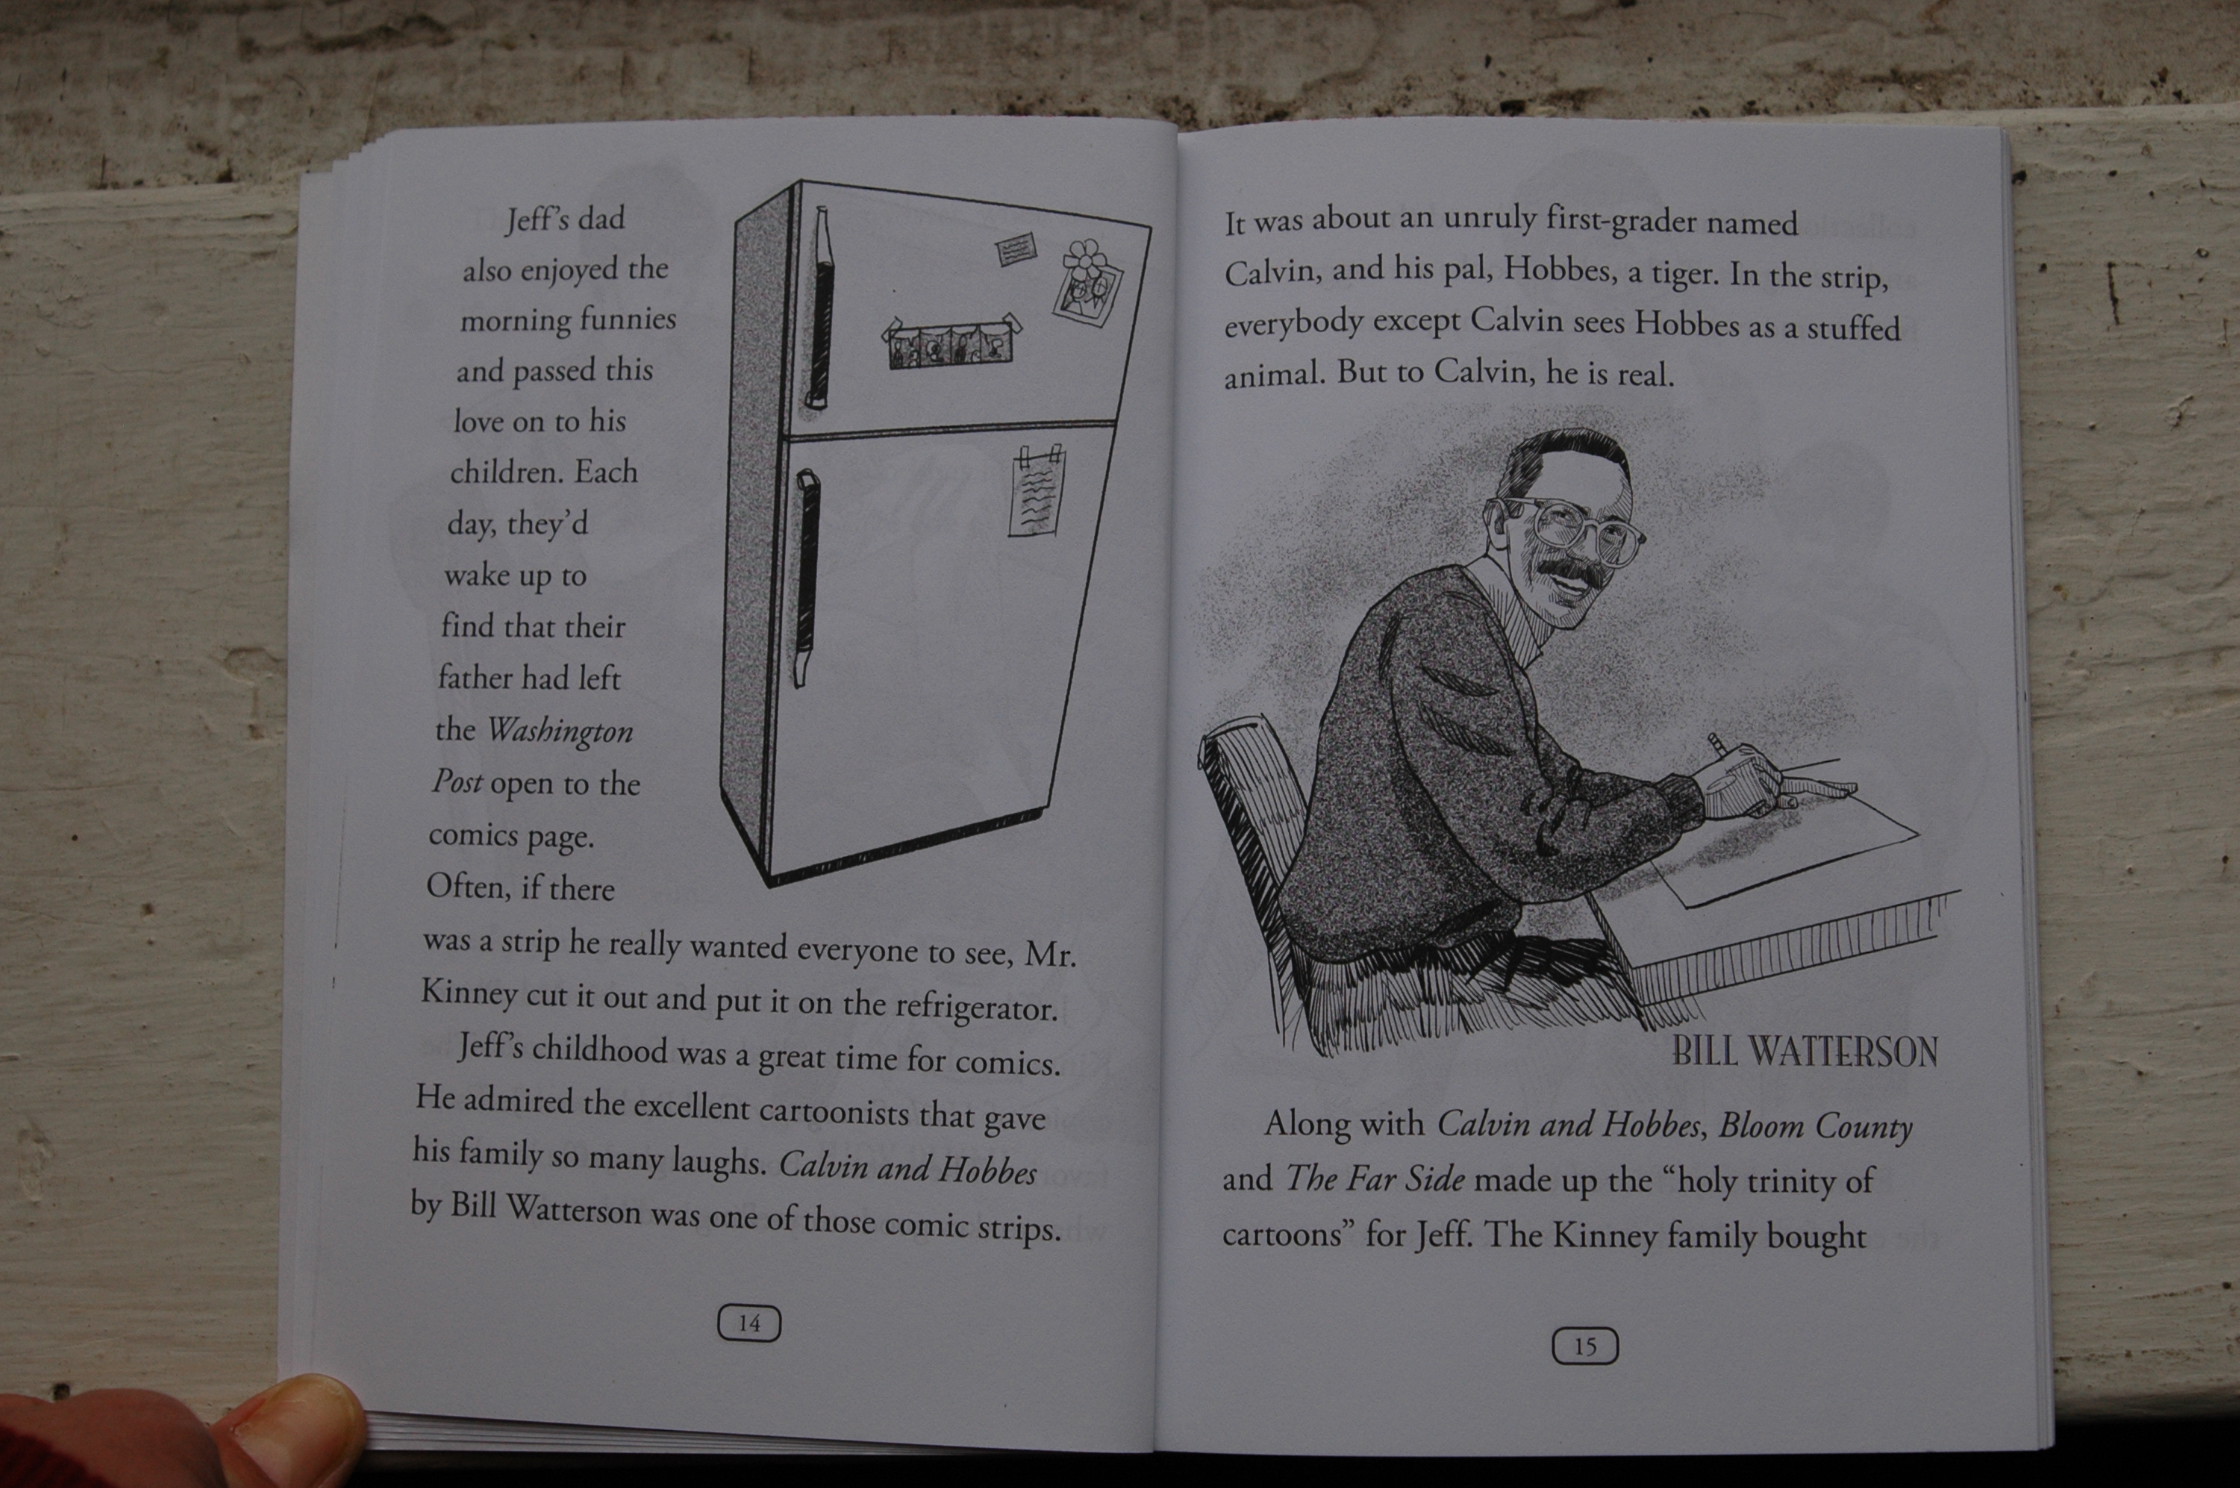 Jeff's dad
also enjoyed the
morning funnies
and passed this
love on to his
children. Each
day, they'd
wake up to
find that their
father had left
the Washington
Post open to the
comics page.
Often, if there
was a strip he really wanted everyone to see, Mr.
Kinney cut it out and put it on the refrigerator.
Jeff's childhood was a great time for comics.
He admired the excellent cartoonists that gave
his family so many laughs. Calvin and Hobbes
by Bill Watterson was one of those comic strips.
14
It was about an unruly first-grader named
Calvin, and his pal, Hobbes, a tiger. In the strip,
everybody except Calvin sees Hobbes as a stuffed
animal. But to Calvin, he is real.
BILL WATTERSON
Along with Calvin and Hobbes, Bloom County
and The Far Side made up the “holy trinity of
cartoons” for Jeff. The Kinney family bought
15